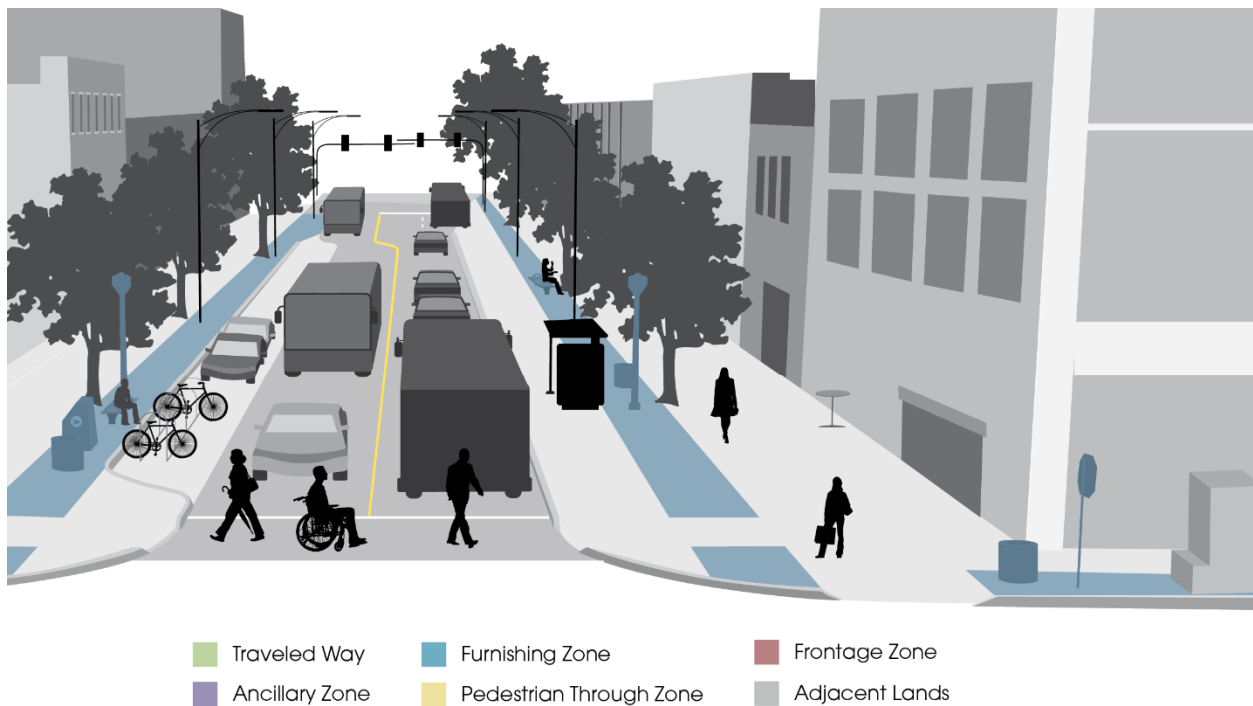 Traveled Way
Furnishing Zone
Frontage Zone
Ancillary Zone
Pedestrian Through Zone
Adjacent Lands